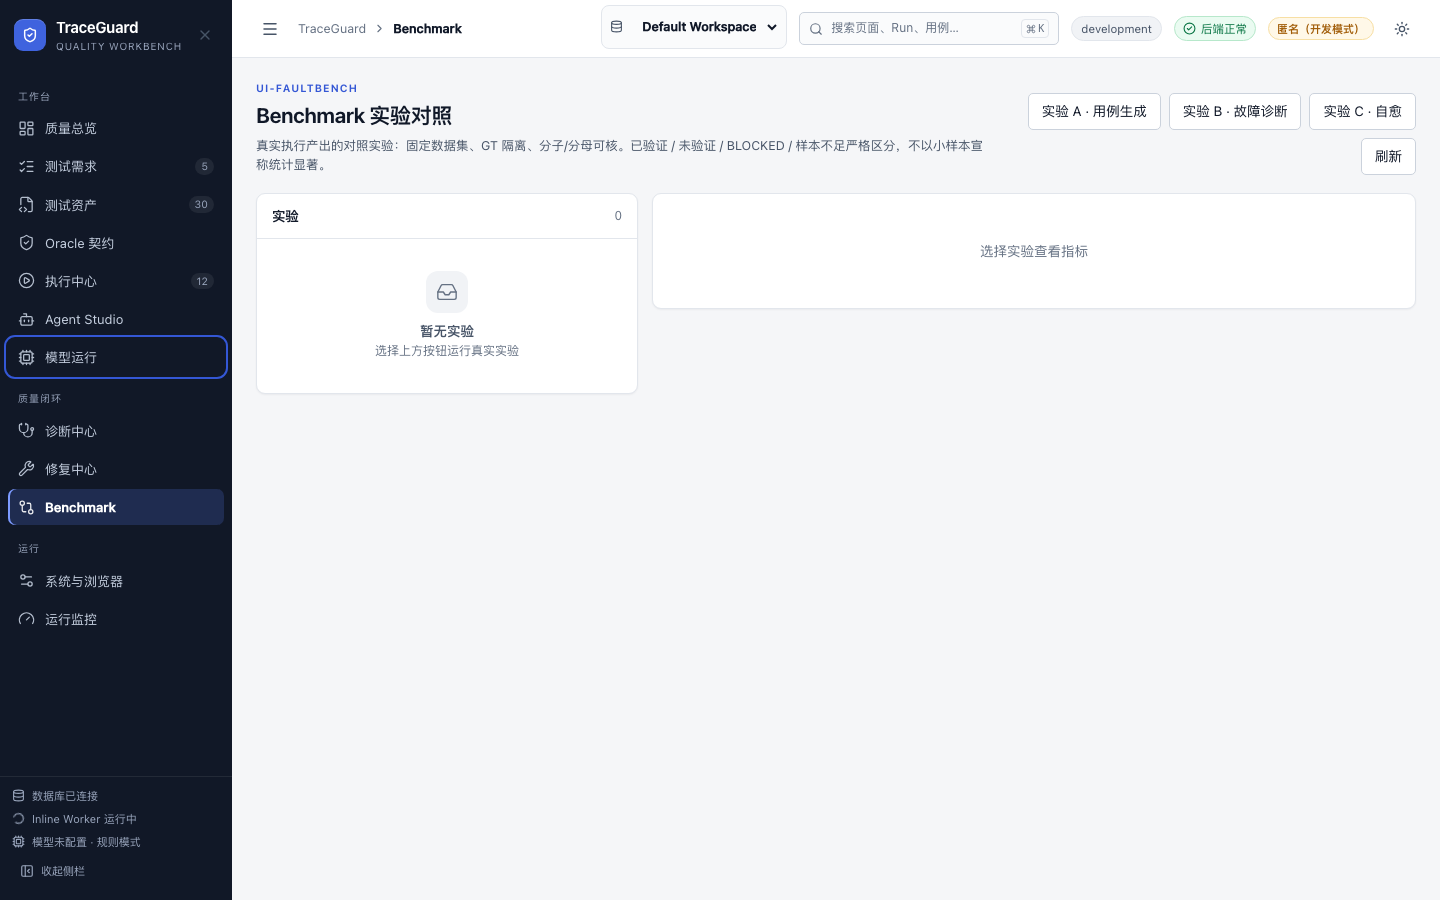 TraceGuard
QUALITY WORKBENCH
工作台
质量总览
测试需求 5
测试资产 30
Oracle 契约
执行中心 12
Agent Studio
模型运行
质量闭环
诊断中心
修复中心
Benchmark
运行
系统与浏览器
运行监控
数据库已连接
Inline Worker 运行中
模型未配置 · 规则模式
收起侧栏
TraceGuard > Benchmark
Default Workspace
搜索页面、Run、用例... ⌘ K
development
后端正常
匿名（开发模式）
UI-FAULTBENCH
Benchmark 实验对照
真实执行产出的对照实验：固定数据集、GT 隔离、分子/分母可核。已验证 / 未验证 / BLOCKED / 样本不足严格区分，不以小样本宣
称统计显著。
实验 A · 用例生成
实验 B · 故障诊断
实验 C · 自愈
刷新
实验 0
暂无实验
选择上方按钮运行真实实验
选择实验查看指标